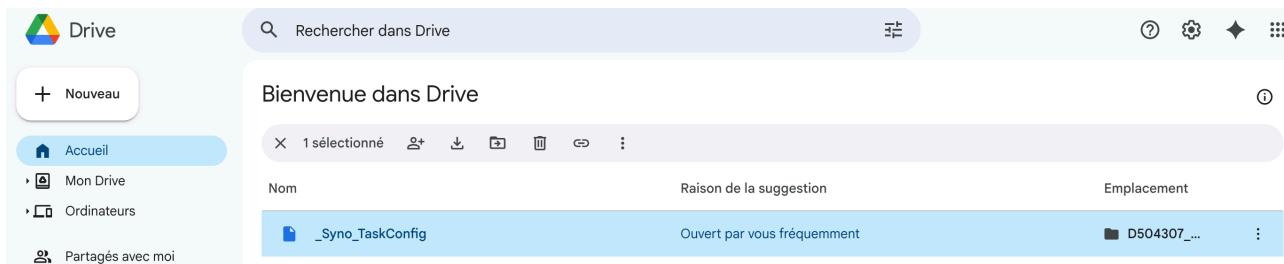 Drive
Rechercher dans Drive
Nouveau
Bienvenue dans Drive
1 sélectionné
Accueil
Mon Drive
Nom Raison de la suggestion Emplacement
Ordinateurs
_Syno_TaskConfig Ouvert par vous fréquemment D504307_...
Partagés avec moi